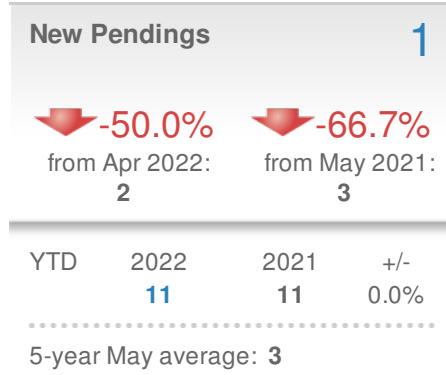 New Pendings 1
-50.0% -66.7%
from Apr 2022: from May 2021:
2 3
YTD 2022 2021 +/-
11 11 0.0%
5-year May average: 3